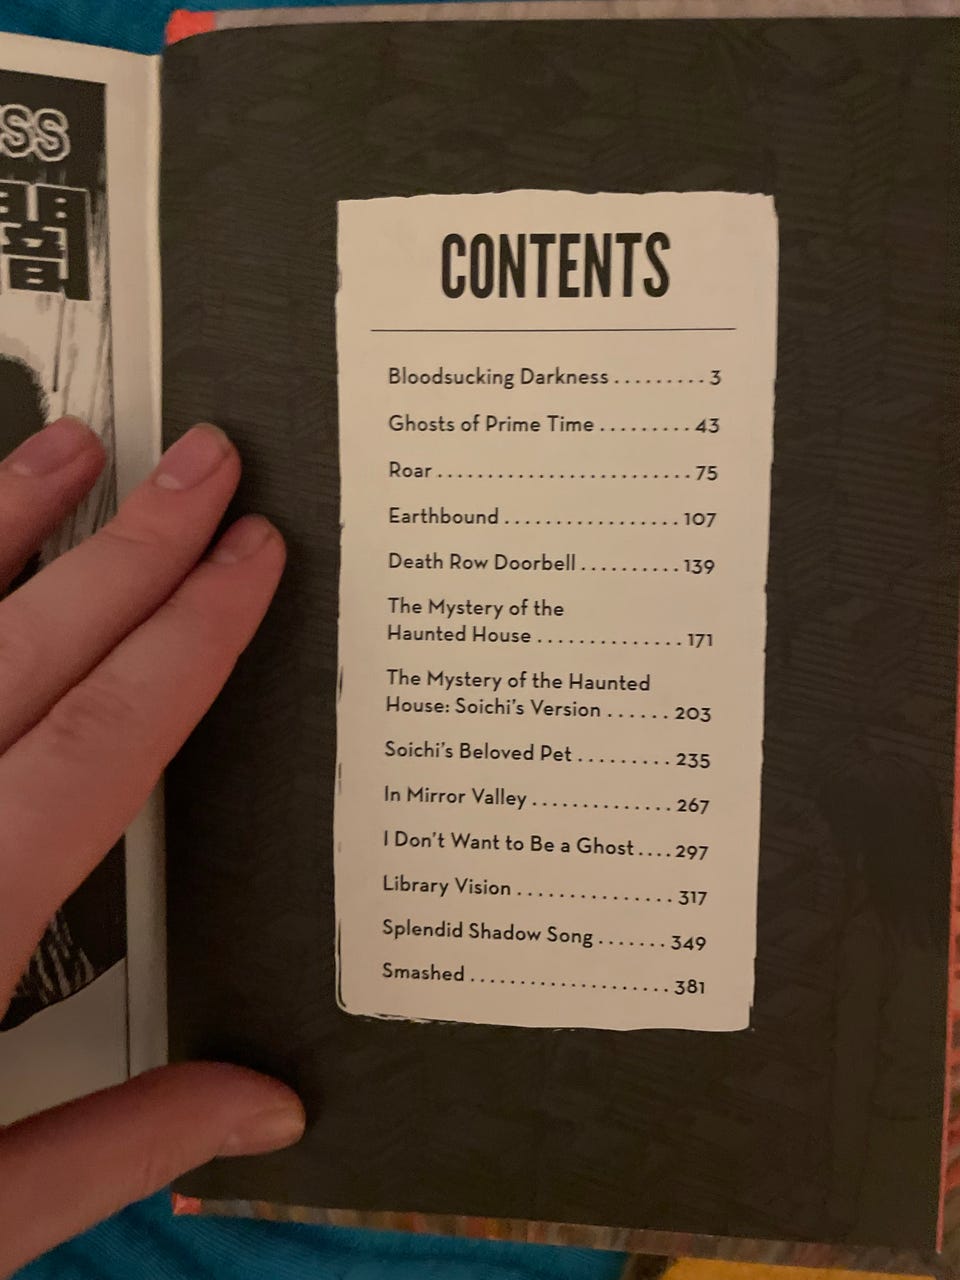 SS
闇
CONTENTS
Bloodsucking Darkness ......... 3
Ghosts of Prime Time ......... 43
Roar ....................... 75
Earthbound .................. 107
Death Row Doorbell .......... 139
The Mystery of the
Haunted House .............. 171
The Mystery of the Haunted
House: Soichi's Version ...... 203
Soichi's Beloved Pet ......... 235
In Mirror Valley ............. 267
I Don't Want to Be a Ghost .... 297
Library Vision ............... 317
Splendid Shadow Song ....... 349
Smashed .................... 381